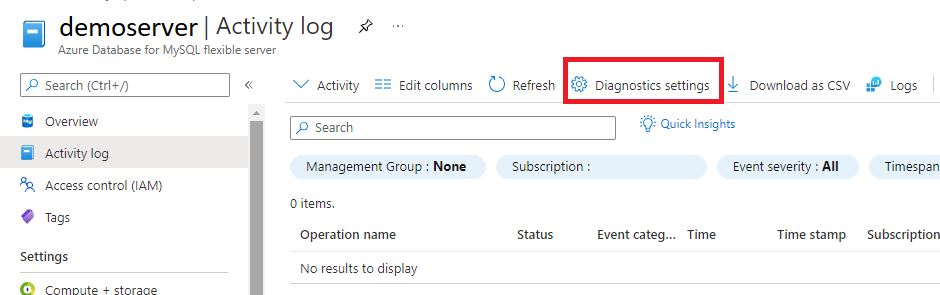 demoserver | Activity log
Azure Database for MySQL flexible server
Search (Ctrl+/)
Activity Edit columns Refresh Diagnostics settings Download as CSV Logs
Overview
Activity log
Access control (IAM)
Tags
Settings
Compute + storage
Search Quick Insights
Management Group : None Subscription : Event severity : All Timespan
0 items.
Operation name Status Event categ... Time Time stamp Subscription
No results to display